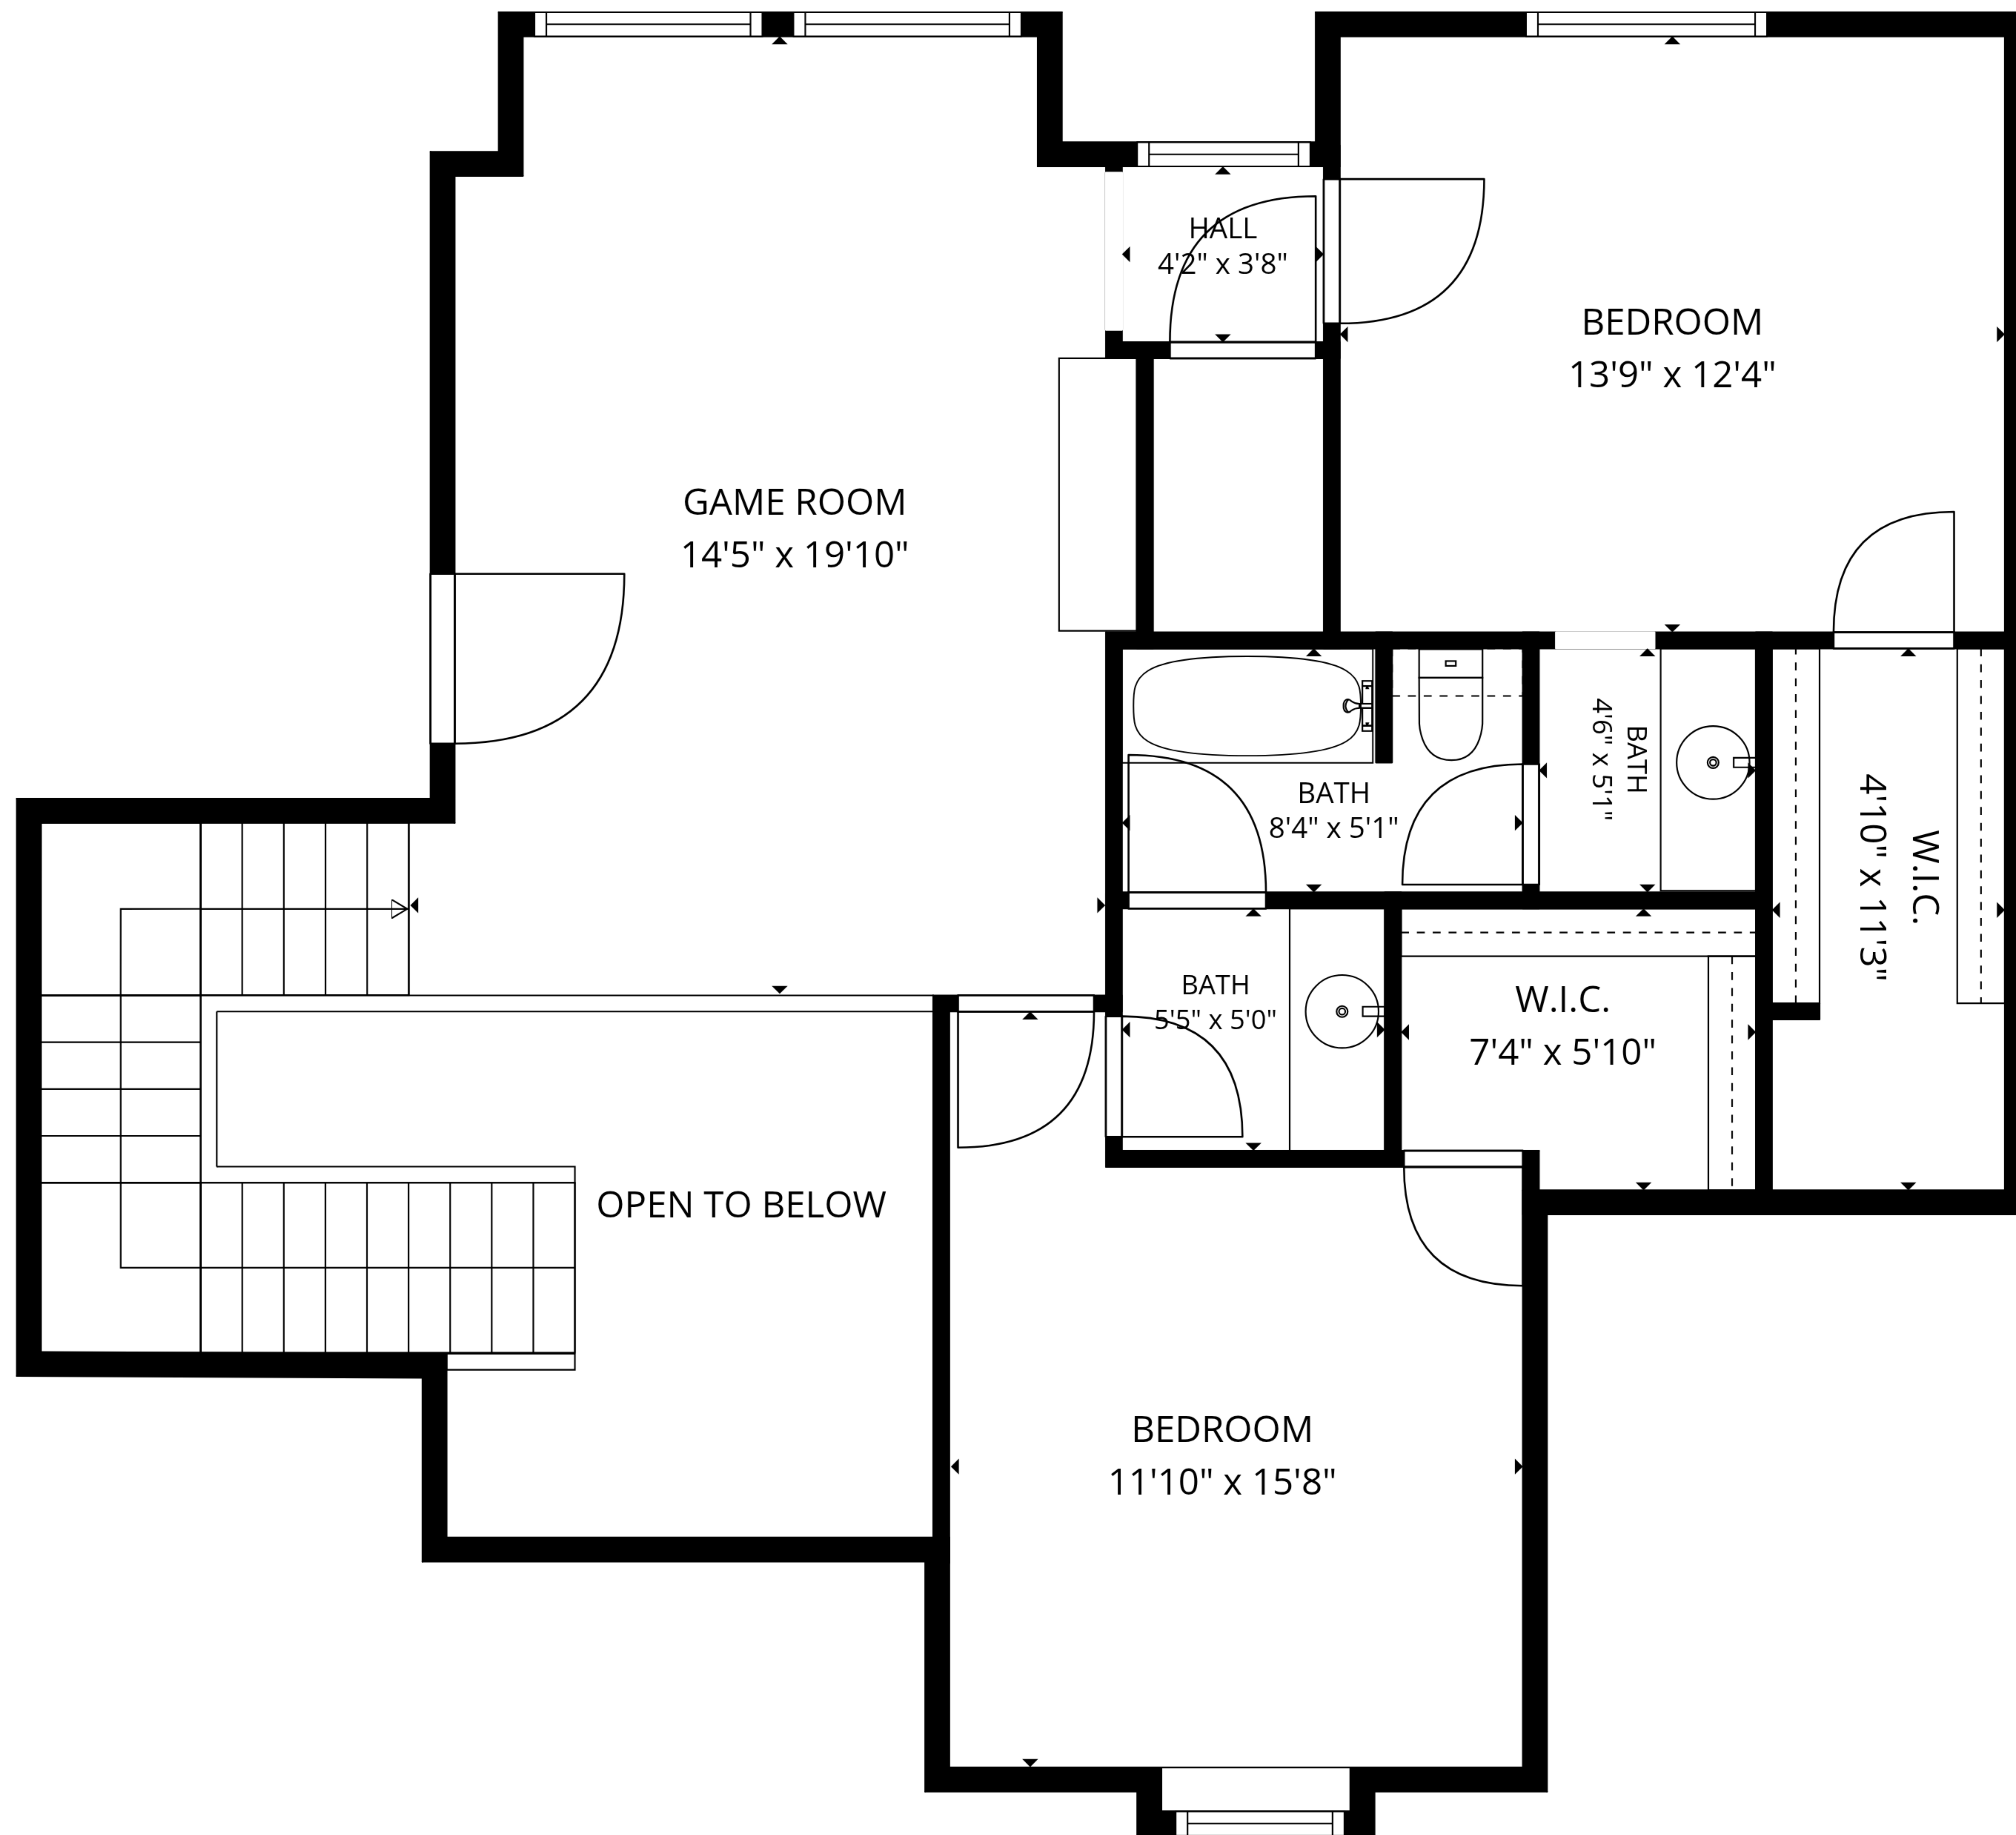 HALL
4'2" x 3'8"
BEDROOM
13'9" x 12'4"
GAME ROOM
14'5" x 19'10"
BATH
8'4" x 5'1"
BATH
4'6" x 5'1"
W.I.C.
4'10" x 11'3"
BATH
5'5" x 5'0"
W.I.C.
7'4" x 5'10"
OPEN TO BELOW
BEDROOM
11'10" x 15'8"